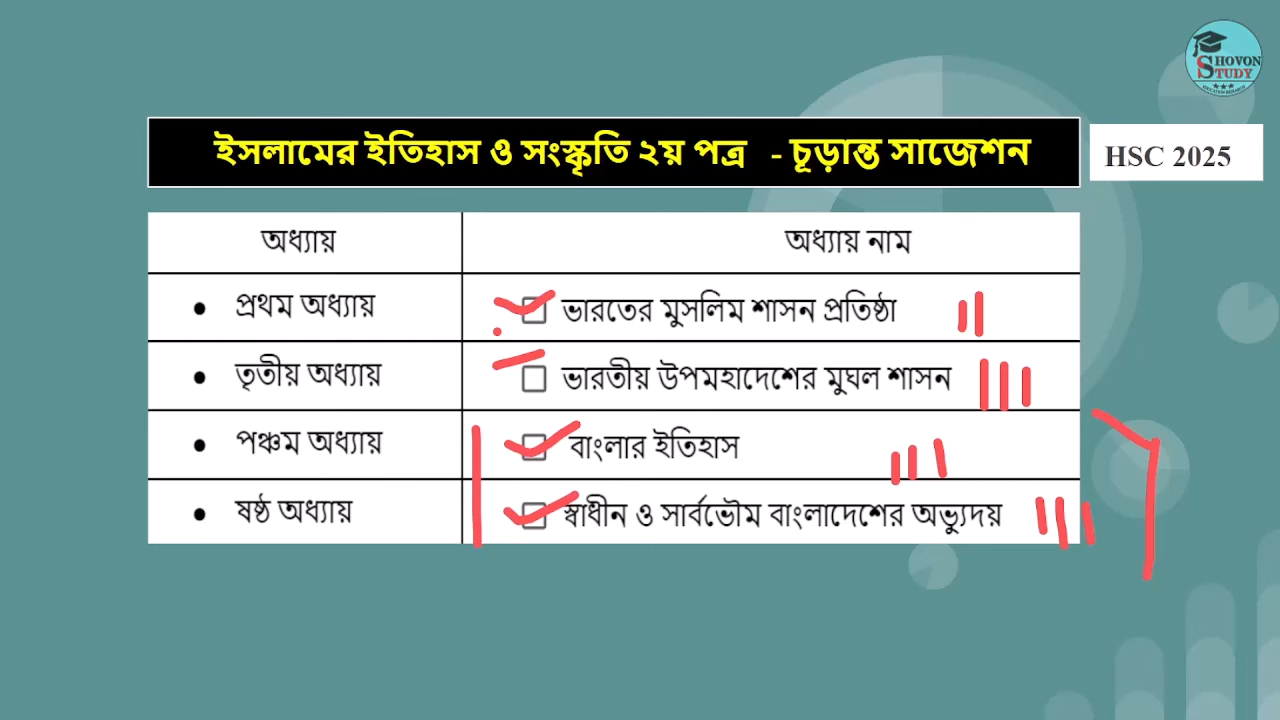 SHOVON
STUDY
ইসলামের ইতিহাস ও সংস্কৃতি ২য় পত্র - চূড়ান্ত সাজেশন
HSC 2025
অধ্যায় অধ্যায় নাম
• প্রথম অধ্যায় ভারতের মুসলিম শাসন প্রতিষ্ঠা
• তৃতীয় অধ্যায় ভারতীয় উপমহাদেশের মুঘল শাসন
• পঞ্চম অধ্যায় বাংলার ইতিহাস
• ষষ্ঠ অধ্যায় স্বাধীন ও সার্বভৌম বাংলাদেশের অভ্যুদয়